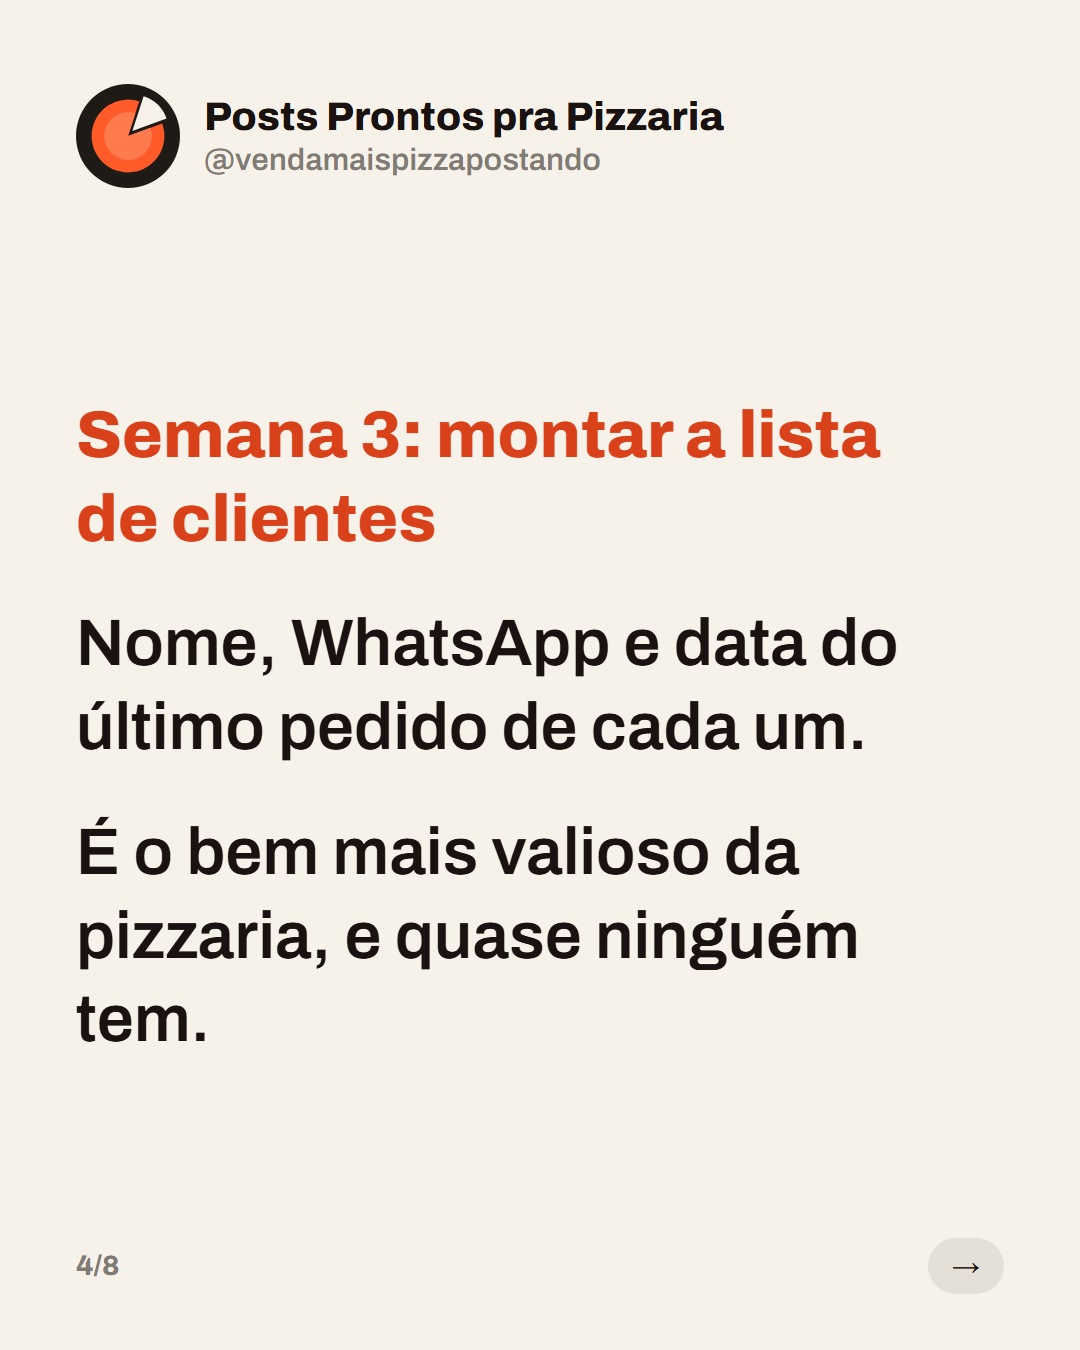 Posts Prontos pra Pizzaria
@vendamaispizzapostando
Semana 3: montar a lista
de clientes
Nome, WhatsApp e data do
último pedido de cada um.
É o bem mais valioso da
pizzaria, e quase ninguém
tem.
4/8
→